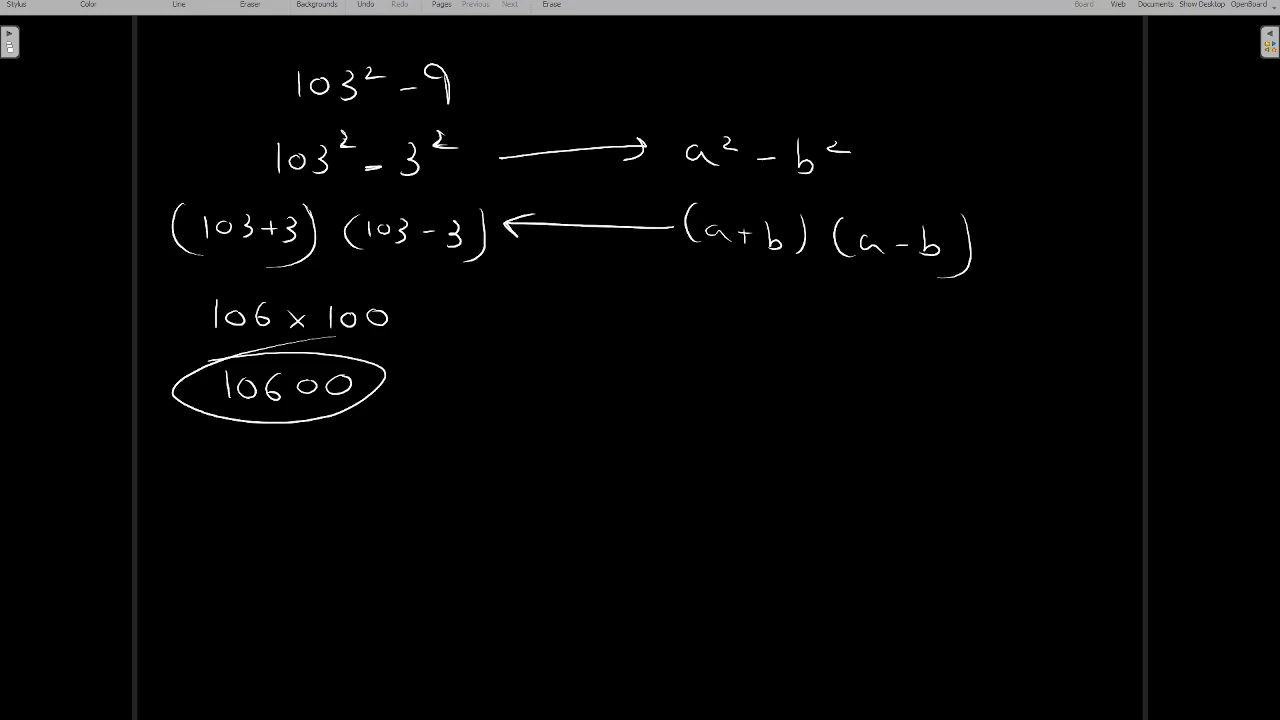 Stylus Color Line Eraser Backgrounds Undo Redo Pages Previous Next Erase Board Web Documents Show Desktop OpenBoard
103² - 9
103² - 3² → a² - b²
(103+3) (103-3) ← (a+b) (a-b)
106 × 100
10600